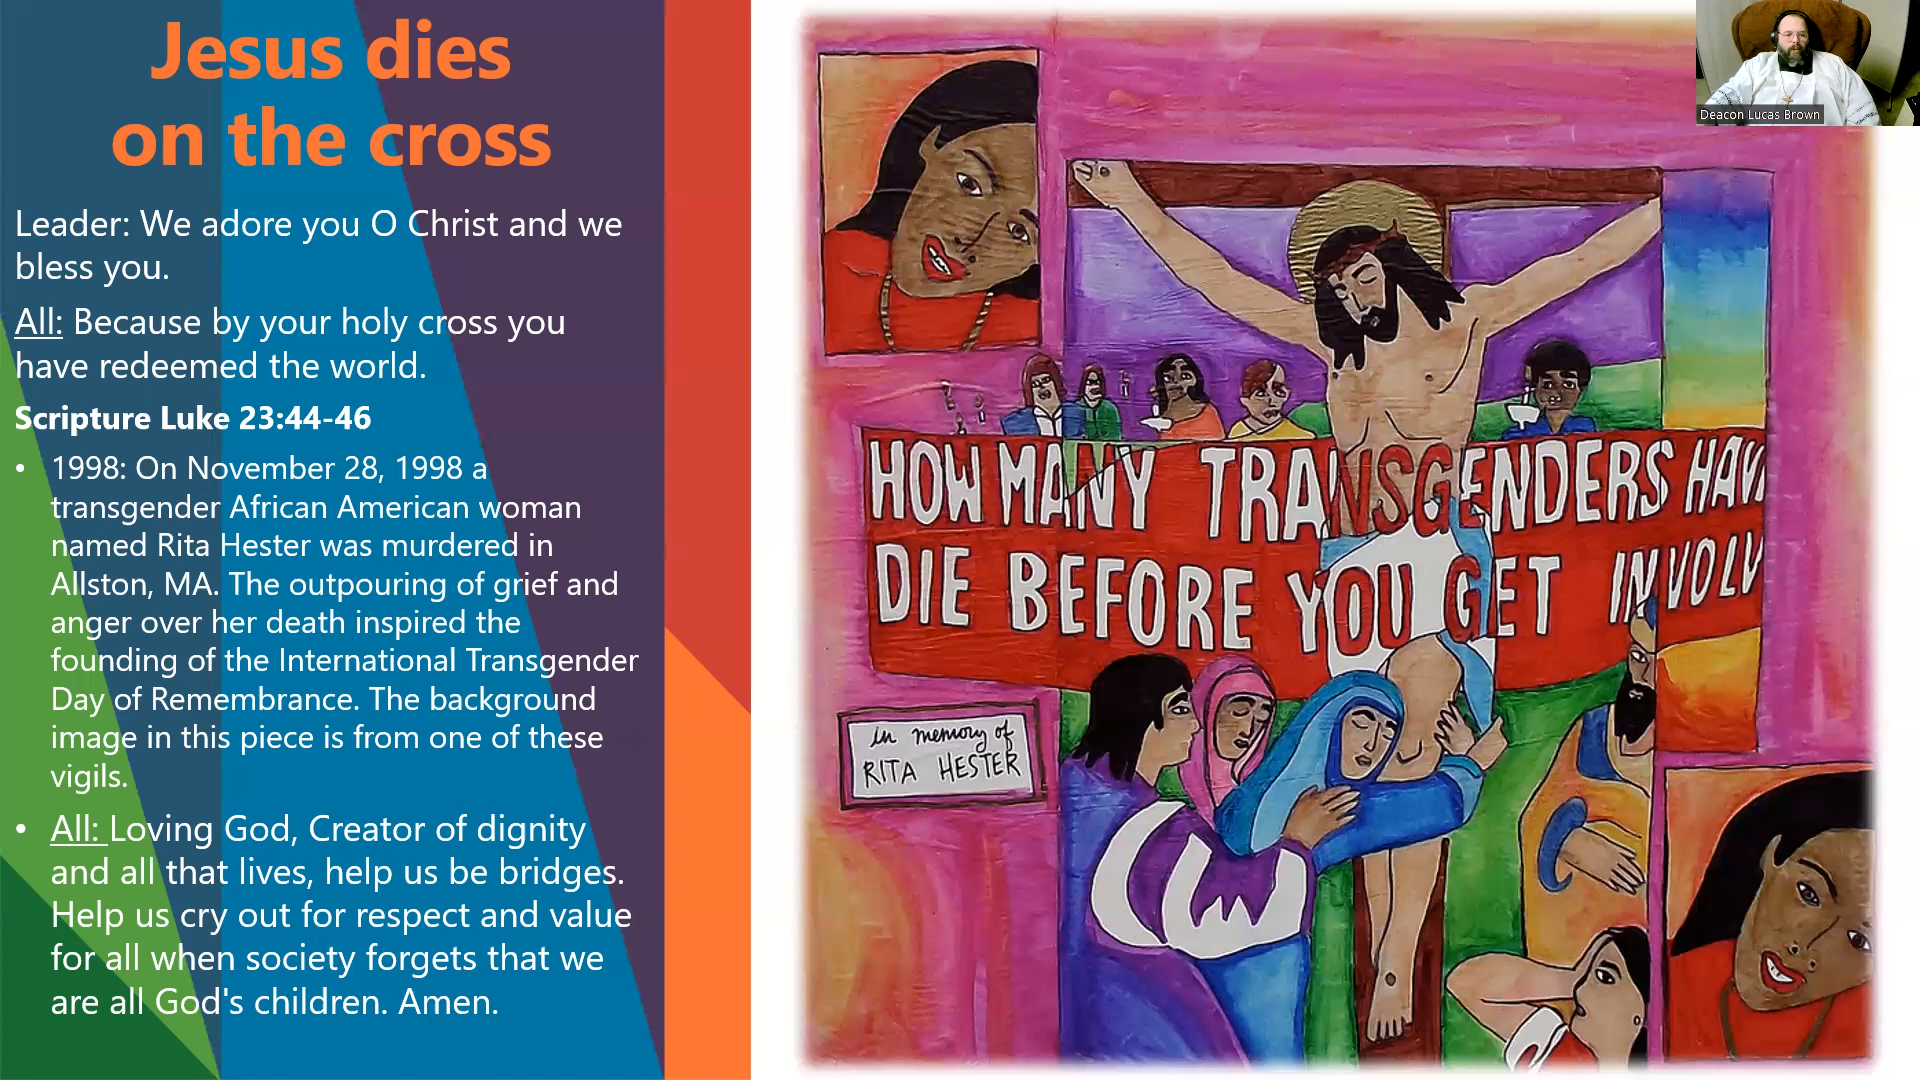 Jesus dies
on the cross
Leader: We adore you O Christ and we
bless you.
All: Because by your holy cross you
have redeemed the world.
Scripture Luke 23:44-46
• 1998: On November 28, 1998 a
transgender African American woman
named Rita Hester was murdered in
Allston, MA. The outpouring of grief and
anger over her death inspired the
founding of the International Transgender
Day of Remembrance. The background
image in this piece is from one of these
vigils.
• All: Loving God, Creator of dignity
and all that lives, help us be bridges.
Help us cry out for respect and value
for all when society forgets that we
are all God's children. Amen.
Deacon Lucas Brown
HOW MANY TRANSGENDERS HAV
DIE BEFORE YOU GET INVOLV
in memory of
RITA HESTER